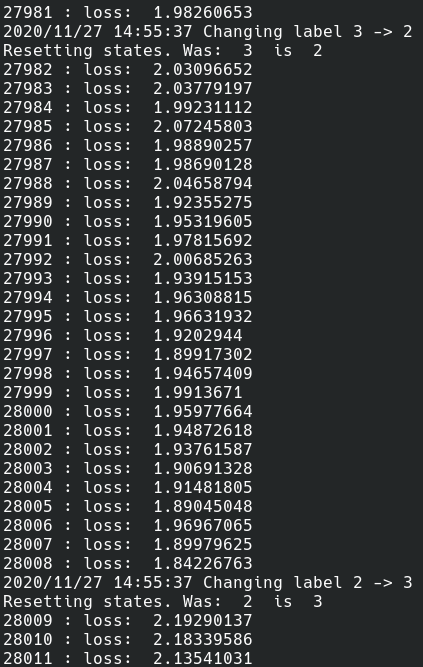 27981 : loss:  1.98260653
2020/11/27 14:55:37 Changing label 3 -> 2
Resetting states. Was:  3  is  2
27982 : loss:  2.03096652
27983 : loss:  2.03779197
27984 : loss:  1.99231112
27985 : loss:  2.07245803
27986 : loss:  1.98890257
27987 : loss:  1.98690128
27988 : loss:  2.04658794
27989 : loss:  1.92355275
27990 : loss:  1.95319605
27991 : loss:  1.97815692
27992 : loss:  2.00685263
27993 : loss:  1.93915153
27994 : loss:  1.96308815
27995 : loss:  1.96631932
27996 : loss:  1.9202944
27997 : loss:  1.89917302
27998 : loss:  1.94657409
27999 : loss:  1.9913671
28000 : loss:  1.95977664
28001 : loss:  1.94872618
28002 : loss:  1.93761587
28003 : loss:  1.90691328
28004 : loss:  1.91481805
28005 : loss:  1.89045048
28006 : loss:  1.96967065
28007 : loss:  1.89979625
28008 : loss:  1.84226763
2020/11/27 14:55:37 Changing label 2 -> 3
Resetting states. Was:  2  is  3
28009 : loss:  2.19290137
28010 : loss:  2.18339586
28011 : loss:  2.13541031